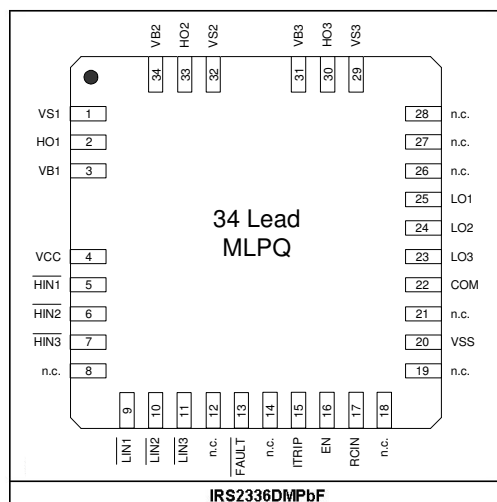 VB2
HO2
VS2
VB3
HO3
VS3
34
33
32
31
30
29
VS1 1
HO1 2
VB1 3
VCC 4
HIN1 5
HIN2 6
HIN3 7
n.c. 8
34 Lead
MLPQ
28 n.c.
27 n.c.
26 n.c.
25 LO1
24 LO2
23 LO3
22 COM
21 n.c.
20 VSS
19 n.c.
9
10
11
12
13
14
15
16
17
18
LIN1
LIN2
LIN3
n.c.
FAULT
n.c.
ITRIP
EN
RCIN
n.c.
IRS2336DMPbF